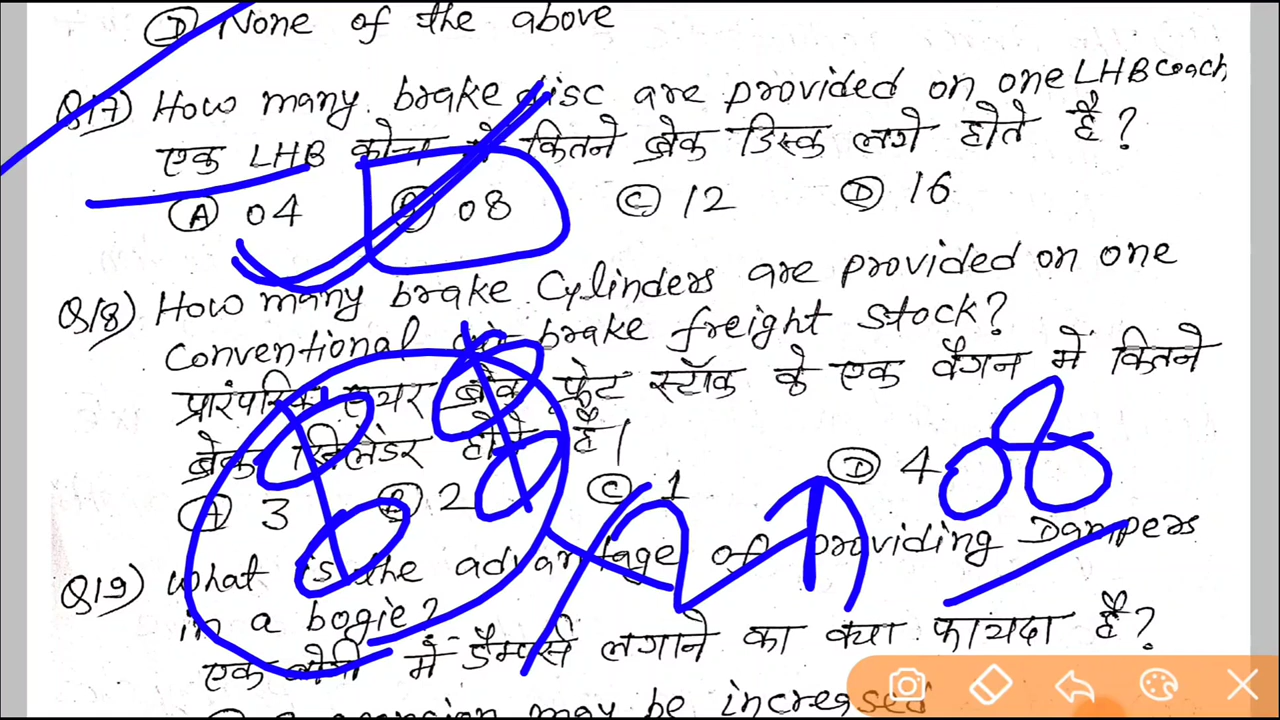 Ⓓ None of the above
Q17) How many brake disc are provided on one LHB coach
एक LHB कोच में कितने ब्रेक डिस्क लगे होते हैं?
Ⓐ 04 Ⓑ 08 Ⓒ 12 Ⓓ 16
Q18) How many brake Cylinders are provided on one
Conventional air brake freight stock?
प्रारंपरिक एयर ब्रेक फ्रेट स्टॉक के एक वैगन में कितने
ब्रेक सिलेंडर होते हैं।
Ⓐ 3 Ⓑ 2 Ⓒ 1 Ⓓ 4
08
Q19) What is the advantage of providing Dampers
in a bogie?
एक बोगी में डैम्पर्स लगाने का क्या फायदा है?
may be increased